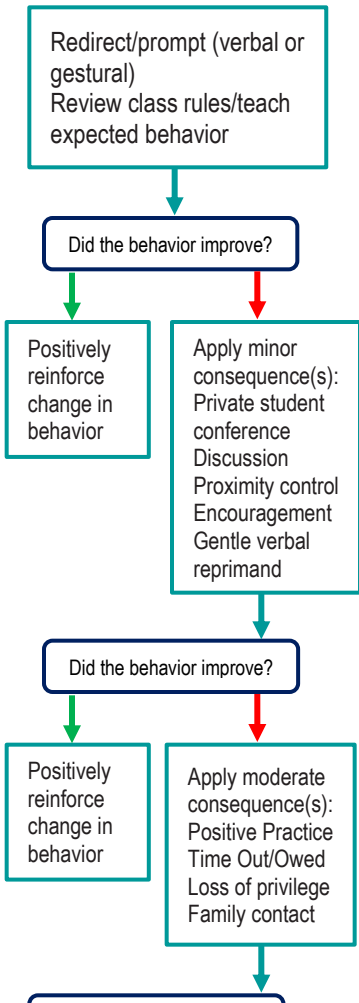 Redirect/prompt (verbal or
gestural)
Review class rules/teach
expected behavior
Did the behavior improve?
Positively
reinforce
change in
behavior
Apply minor
consequence(s):
Private student
conference
Discussion
Proximity control
Encouragement
Gentle verbal
reprimand
Did the behavior improve?
Positively
reinforce
change in
behavior
Apply moderate
consequence(s):
Positive Practice
Time Out/Owed
Loss of privilege
Family contact